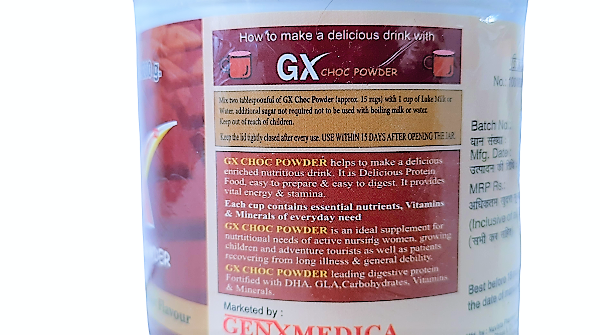 How to make a delicious drink with
GX CHOC POWDER
Mix two tablespoonful of GX Choc Powder (approx. 15 mgs) with 1 cup of Luke Milk or
Water, additional sugar not required not to be used with boiling milk or water.
Keep out of reach of children.
Keep the lid tightly closed after every use. USE WITHIN 15 DAYS AFTER OPENING THE JAR.
GX CHOC POWDER helps to make a delicious
enriched nutritious drink. It is Delicious Protein
Food, easy to prepare & easy to digest. It provides
vital energy & stamina.
Each cup contains essential nutrients, Vitamins
& Minerals of everyday need
GX CHOC POWDER is an ideal supplement for
nutritional needs of active nursing women, growing
children and adventure tourists as well as patients
recovering from long illness & general debility.
GX CHOC POWDER leading digestive protein
Fortified with DHA, GLA, Carbohydrates, Vitamins
& Minerals.
Marketed by :
GENXMEDICA
Flavour
No.
Batch No.
Mfg. Date
उत्पादन
MRP Rs.
अधिकतम
(Inclusive
(सभी कर
Best before
the date of